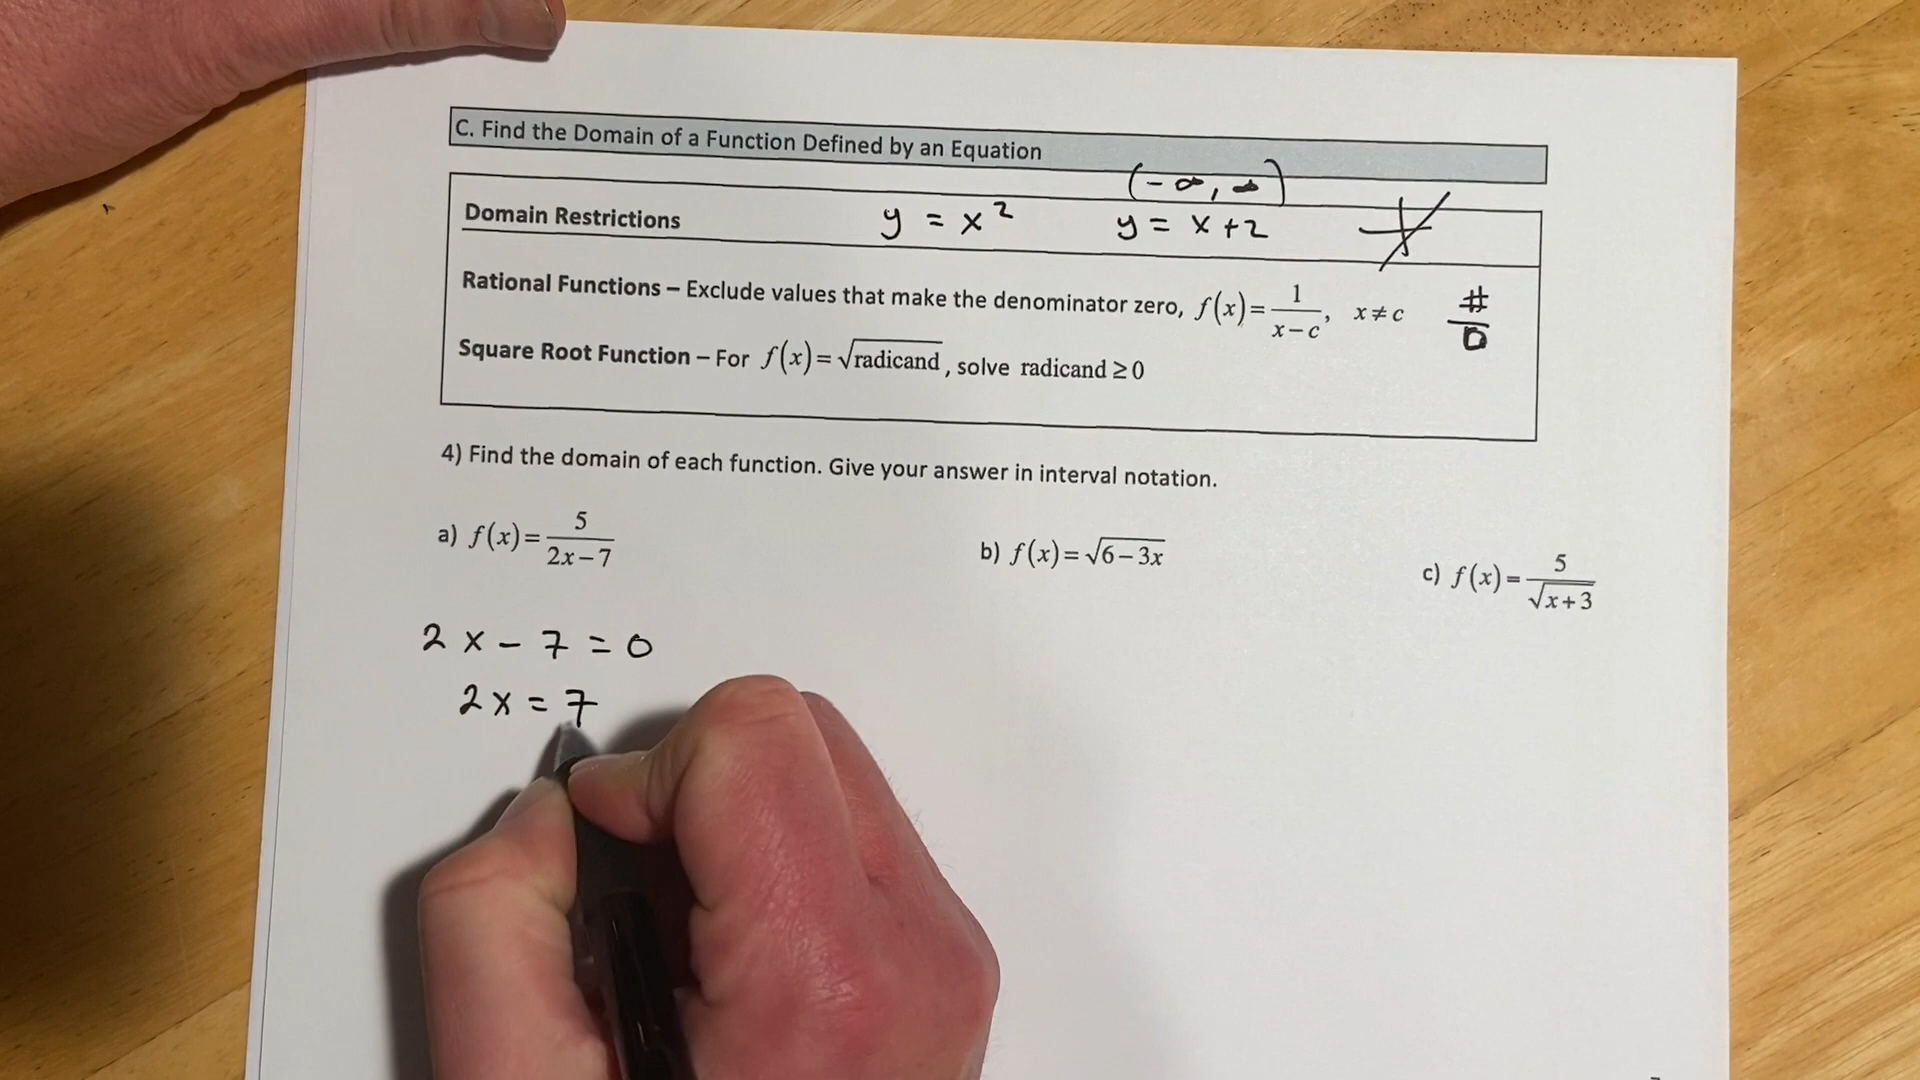 C. Find the Domain of a Function Defined by an Equation
(-∞, ∞)
Domain Restrictions y = x² y = x+2
Rational Functions – Exclude values that make the denominator zero, f(x) = 1/(x−c), x ≠ c #/0
Square Root Function – For f(x) = √radicand, solve radicand ≥ 0
4) Find the domain of each function. Give your answer in interval notation.
a) f(x) = 5/(2x−7) b) f(x) = √(6−3x) c) f(x) = 5/√(x+3)
2x - 7 = 0
2x = 7